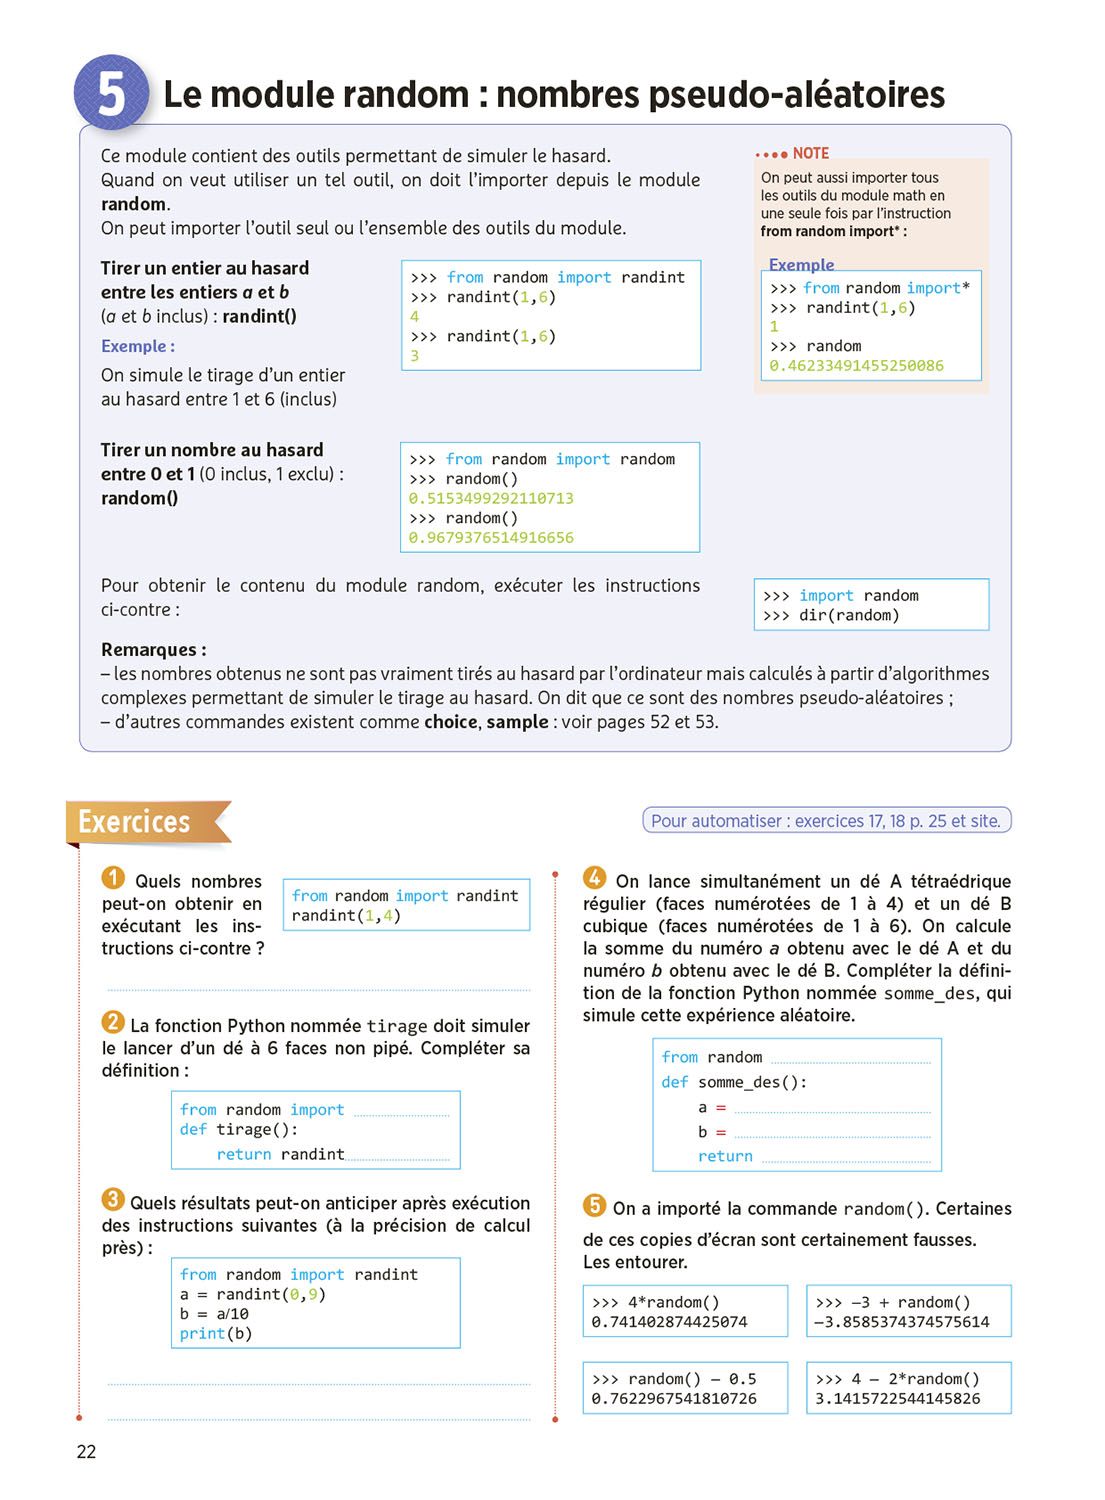 5 Le module random : nombres pseudo-aléatoires
Ce module contient des outils permettant de simuler le hasard.
Quand on veut utiliser un tel outil, on doit l'importer depuis le module
random.
On peut importer l'outil seul ou l'ensemble des outils du module.
NOTE
On peut aussi importer tous
les outils du module math en
une seule fois par l'instruction
from random import* :
Exemple
>>> from random import*
>>> randint(1,6)
1
>>> random
0.46233491455250086
Tirer un entier au hasard
entre les entiers a et b
(a et b inclus) : randint()
Exemple :
On simule le tirage d'un entier
au hasard entre 1 et 6 (inclus)
>>> from random import randint
>>> randint(1,6)
4
>>> randint(1,6)
3
Tirer un nombre au hasard
entre 0 et 1 (0 inclus, 1 exclu) :
random()
>>> from random import random
>>> random()
0.5153499292110713
>>> random()
0.9679376514916656
Pour obtenir le contenu du module random, exécuter les instructions
ci-contre :
>>> import random
>>> dir(random)
Remarques :
– les nombres obtenus ne sont pas vraiment tirés au hasard par l'ordinateur mais calculés à partir d'algorithmes
complexes permettant de simuler le tirage au hasard. On dit que ce sont des nombres pseudo-aléatoires ;
– d'autres commandes existent comme choice, sample : voir pages 52 et 53.
Exercices
Pour automatiser : exercices 17, 18 p. 25 et site.
1 Quels nombres
peut-on obtenir en
exécutant les ins-
tructions ci-contre ?
from random import randint
randint(1,4)
2 La fonction Python nommée tirage doit simuler
le lancer d'un dé à 6 faces non pipé. Compléter sa
définition :
from random import
def tirage():
return randint
3 Quels résultats peut-on anticiper après exécution
des instructions suivantes (à la précision de calcul
près) :
from random import randint
a = randint(0,9)
b = a/10
print(b)
4 On lance simultanément un dé A tétraédrique
régulier (faces numérotées de 1 à 4) et un dé B
cubique (faces numérotées de 1 à 6). On calcule
la somme du numéro a obtenu avec le dé A et du
numéro b obtenu avec le dé B. Compléter la défini-
tion de la fonction Python nommée somme_des, qui
simule cette expérience aléatoire.
from random
def somme_des():
a =
b =
return
5 On a importé la commande random(). Certaines
de ces copies d'écran sont certainement fausses.
Les entourer.
>>> 4*random()
0.741402874425074
>>> –3 + random()
–3.8585374374575614
>>> random() – 0.5
0.7622967541810726
>>> 4 – 2*random()
3.1415722544145826
22